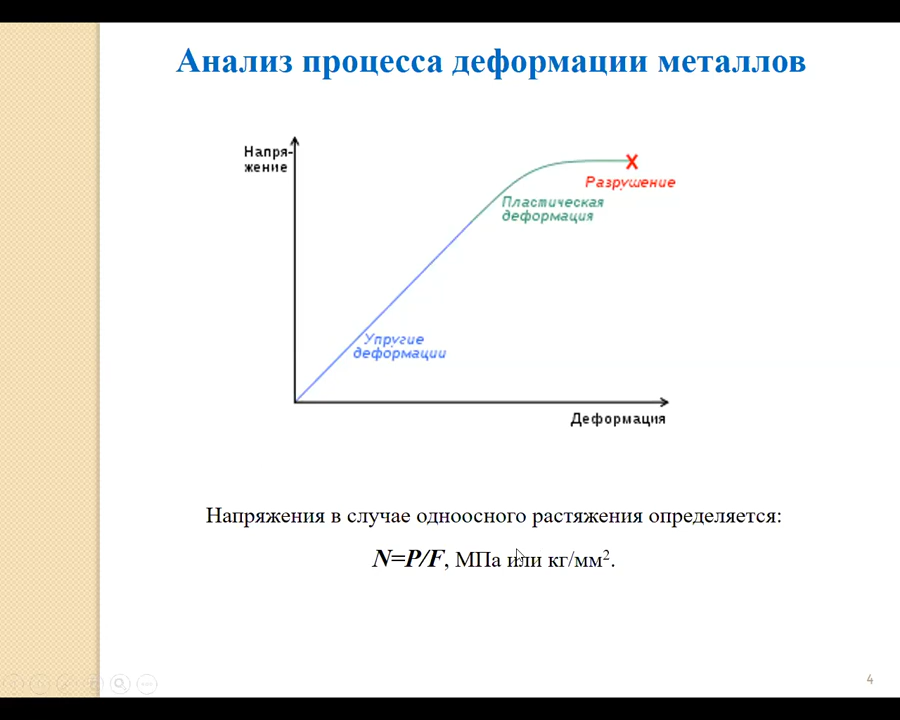 Анализ процесса деформации металлов
Напря-
жение
Разрушение
Пластическая
деформация
Упругие
деформации
Деформация
Напряжения в случае одноосного растяжения определяется:
N=P/F, МПа или кг/мм².
4